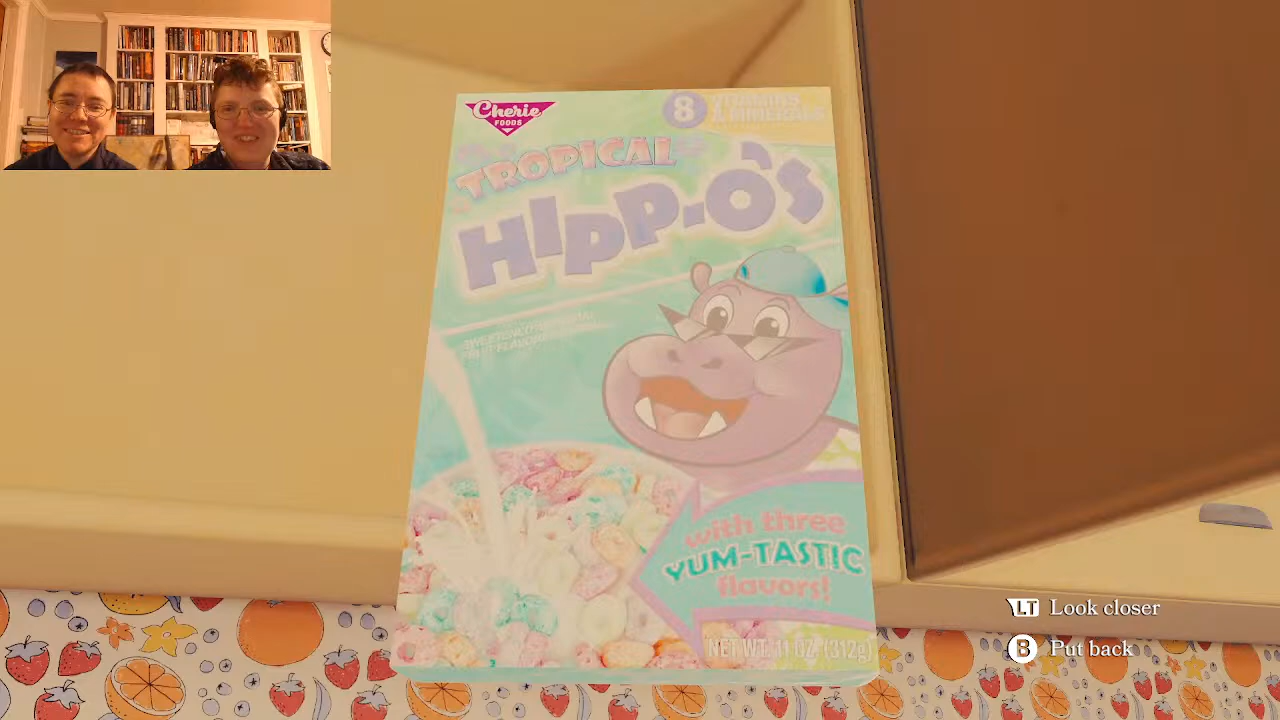 Cherie
FOODS
8
VITAMINS
& MINERALS
TROPICAL
HIPP-O'S
with three
YUM-TASTIC
flavors!
NET WT. 11 OZ. (312g)
LT Look closer
B Put back